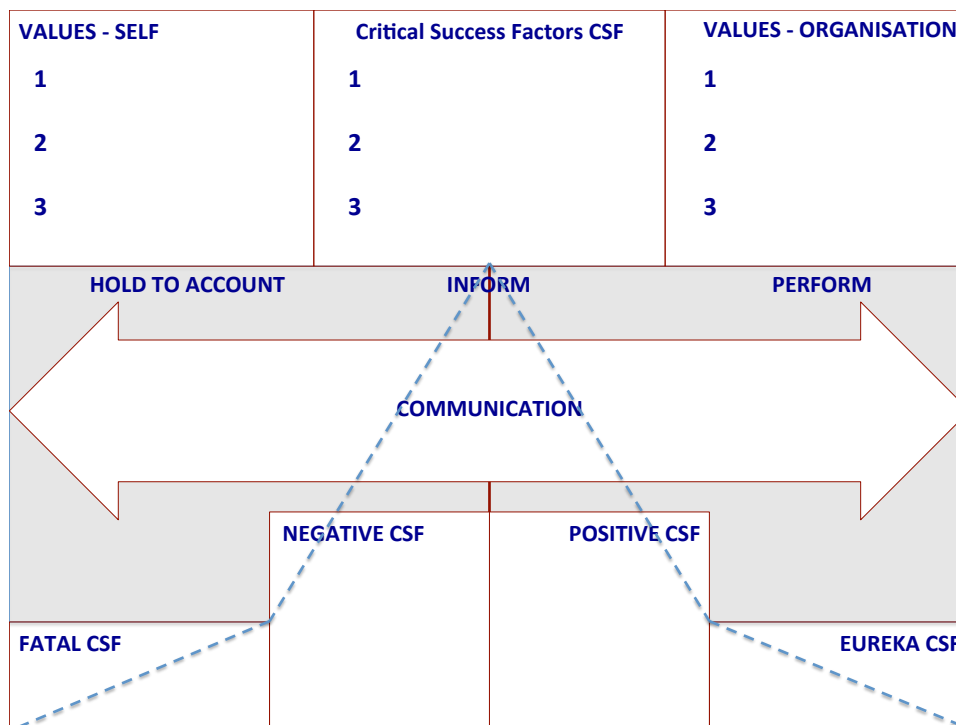 VALUES - SELF
1
2
3
Critical Success Factors CSF
1
2
3
VALUES - ORGANISATION
1
2
3
HOLD TO ACCOUNT
INFORM
PERFORM
COMMUNICATION
NEGATIVE CSF
POSITIVE CSF
FATAL CSF
EUREKA CSF